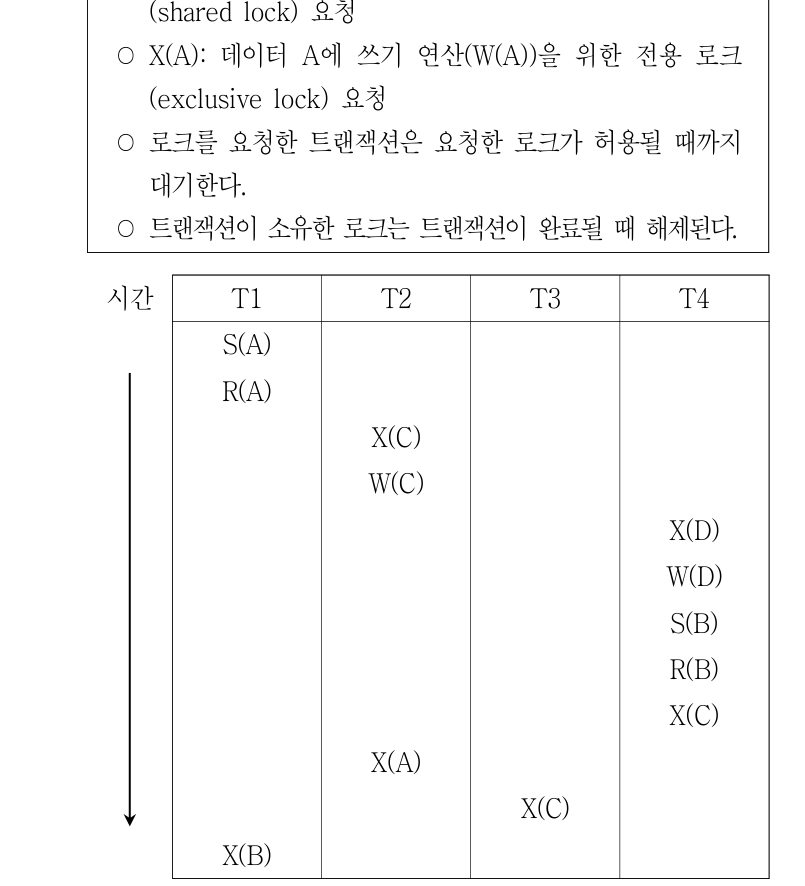 (shared lock) 요청
○ X(A): 데이터 A에 쓰기 연산(W(A))을 위한 전용 로크
(exclusive lock) 요청
○ 로크를 요청한 트랜잭션은 요청한 로크가 허용될 때까지
대기한다.
○ 트랜잭션이 소유한 로크는 트랜잭션이 완료될 때 해제된다.
시간 T1 T2 T3 T4
S(A)
R(A)
X(C)
W(C)
X(D)
W(D)
S(B)
R(B)
X(C)
X(A)
X(C)
X(B)